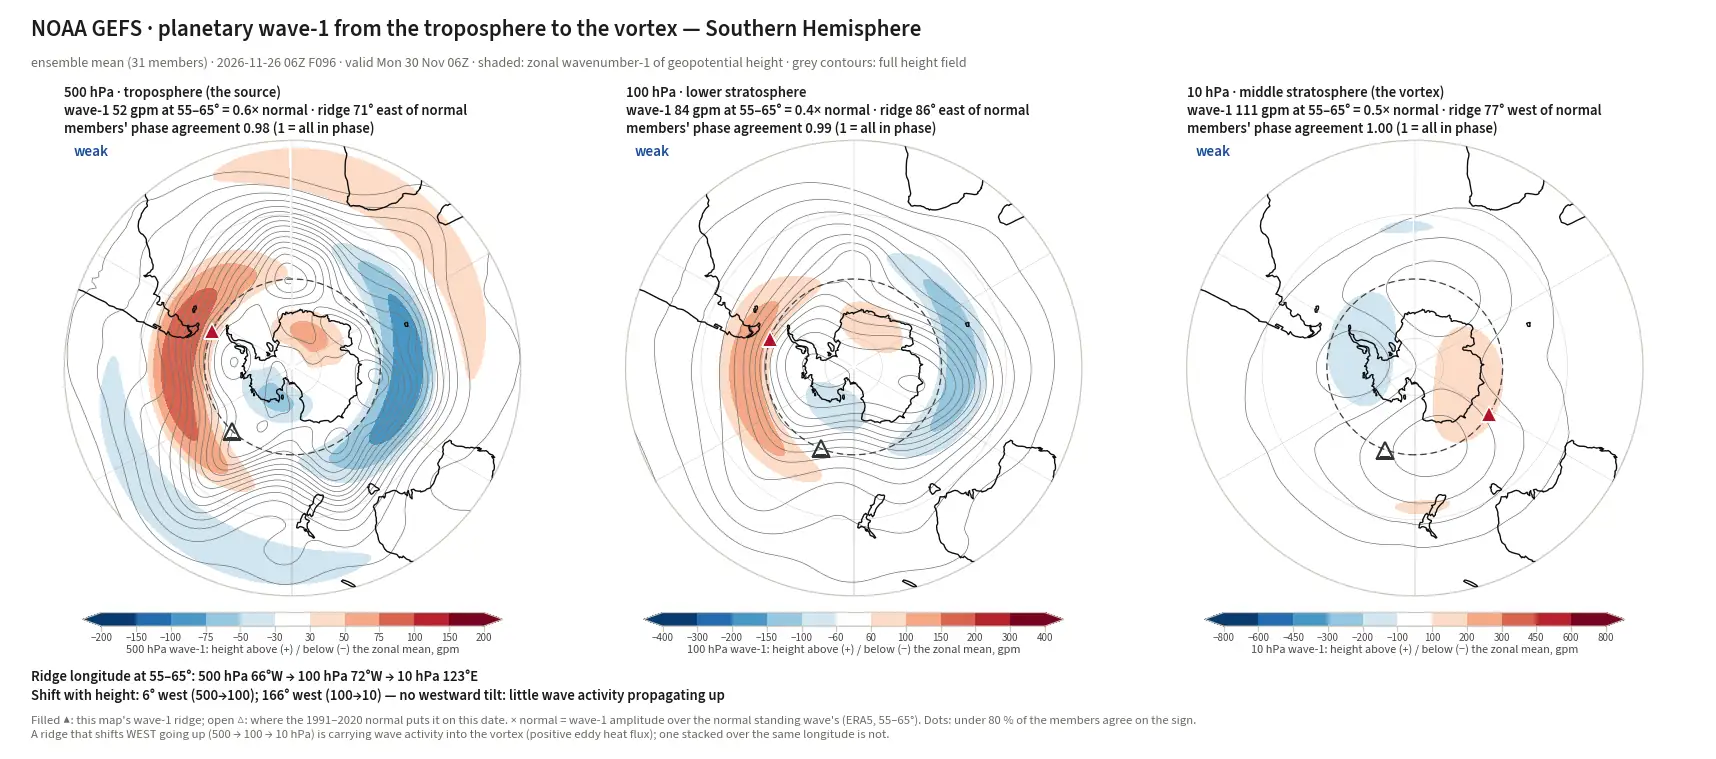 NOAA GEFS · planetary wave-1 from the troposphere to the vortex — Southern Hemisphere
ensemble mean (31 members) · 2026-11-26 06Z F096 · valid Mon 30 Nov 06Z · shaded: zonal wavenumber-1 of geopotential height · grey contours: full height field
500 hPa · troposphere (the source)
wave-1 52 gpm at 55–65° = 0.6× normal · ridge 71° east of normal
members' phase agreement 0.98 (1 = all in phase)
weak
100 hPa · lower stratosphere
wave-1 84 gpm at 55–65° = 0.4× normal · ridge 86° east of normal
members' phase agreement 0.99 (1 = all in phase)
weak
10 hPa · middle stratosphere (the vortex)
wave-1 111 gpm at 55–65° = 0.5× normal · ridge 77° west of normal
members' phase agreement 1.00 (1 = all in phase)
weak
−200 −150 −100 −75 −50 −30 30 50 75 100 150 200
500 hPa wave-1: height above (+) / below (−) the zonal mean, gpm
−400 −300 −200 −150 −100 −60 60 100 150 200 300 400
100 hPa wave-1: height above (+) / below (−) the zonal mean, gpm
−800 −600 −450 −300 −200 −100 100 200 300 450 600 800
10 hPa wave-1: height above (+) / below (−) the zonal mean, gpm
Ridge longitude at 55–65°: 500 hPa 66°W → 100 hPa 72°W → 10 hPa 123°E
Shift with height: 6° west (500→100); 166° west (100→10) — no westward tilt: little wave activity propagating up
Filled ▲: this map's wave-1 ridge; open △: where the 1991–2020 normal puts it on this date. × normal = wave-1 amplitude over the normal standing wave's (ERA5, 55–65°). Dots: under 80 % of the members agree on the sign.
A ridge that shifts WEST going up (500 → 100 → 10 hPa) is carrying wave activity into the vortex (positive eddy heat flux); one stacked over the same longitude is not.